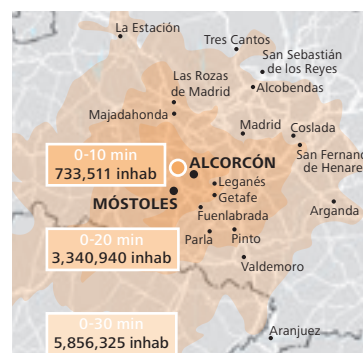 La Estación
Tres Cantos
San Sebastián
de los Reyes
Las Rozas
de Madrid
Alcobendas
Majadahonda
Madrid
Coslada
0-10 min
733,511 inhab
ALCORCÓN
San Fernand
de Henare
Leganés
MÓSTOLES
Getafe
Fuenlabrada
Arganda
0-20 min
3,340,940 inhab
Parla
Pinto
Valdemoro
0-30 min
5,856,325 inhab
Aranjuez